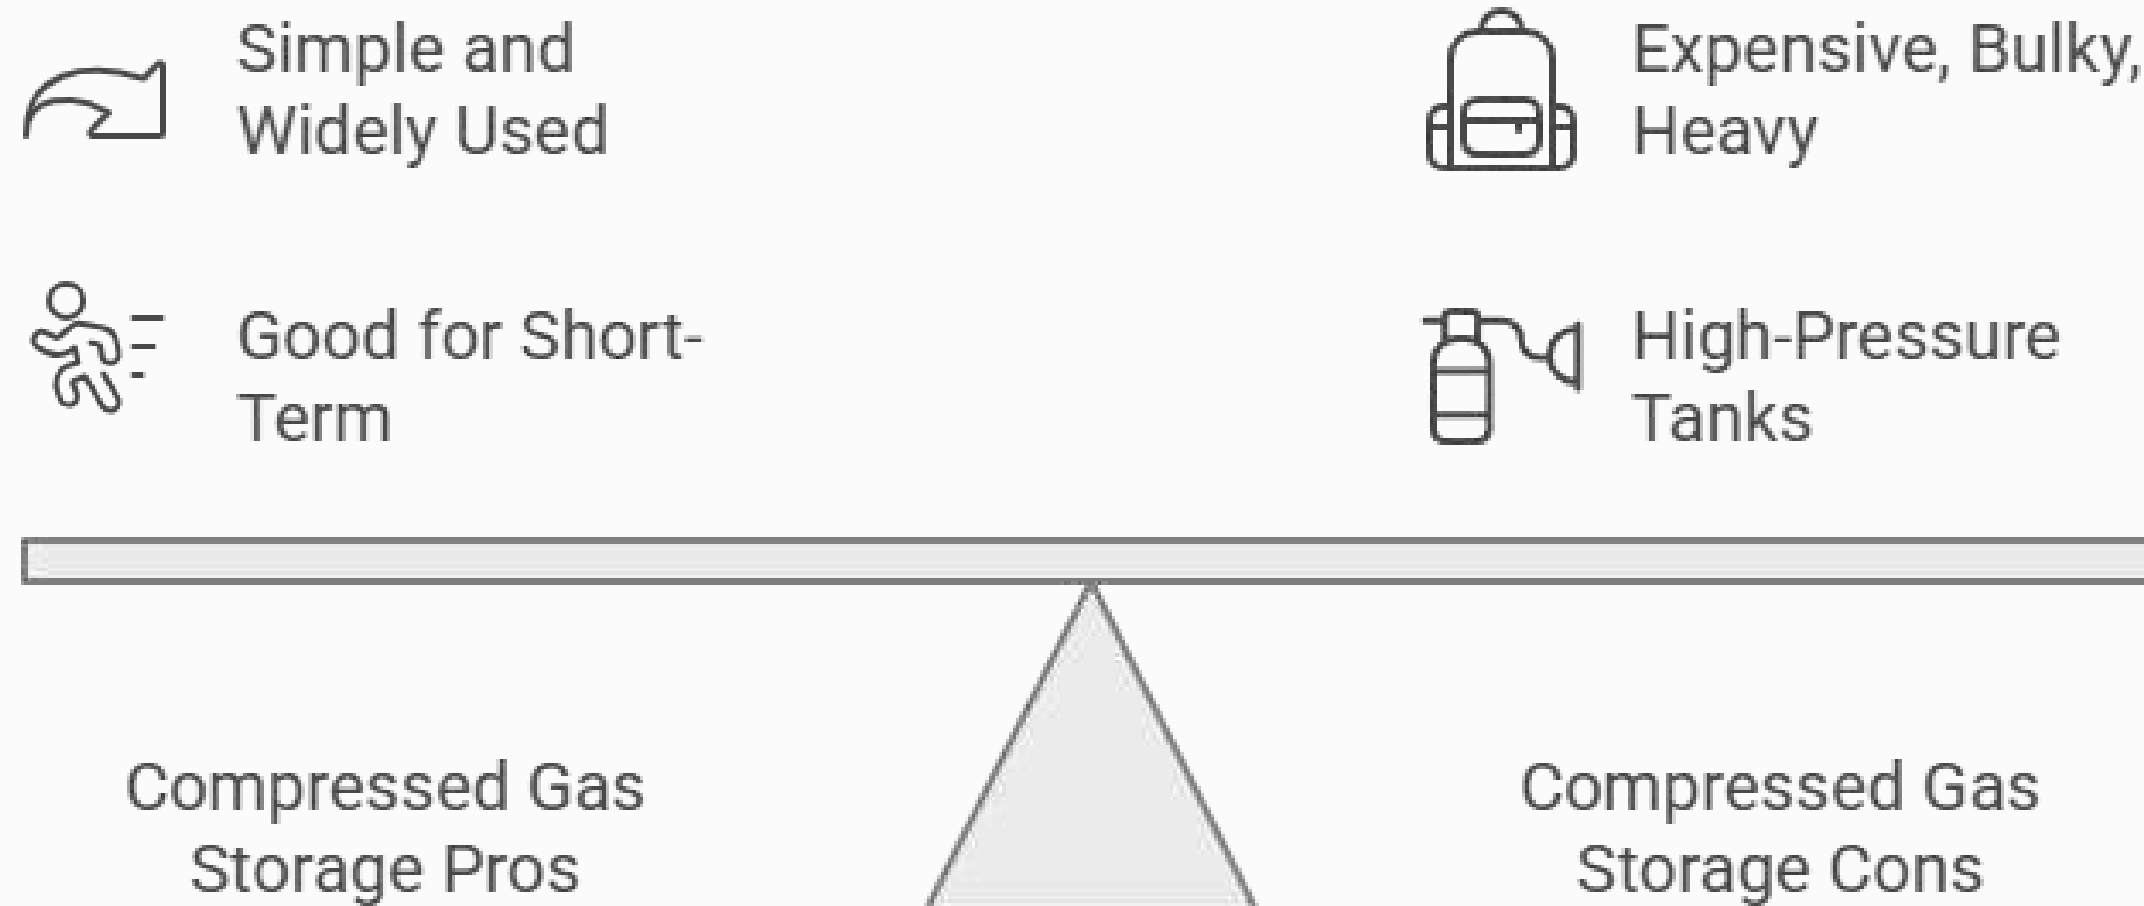 Simple and
Widely Used
Good for Short-
Term
Expensive, Bulky,
Heavy
High-Pressure
Tanks
Compressed Gas
Storage Pros
Compressed Gas
Storage Cons